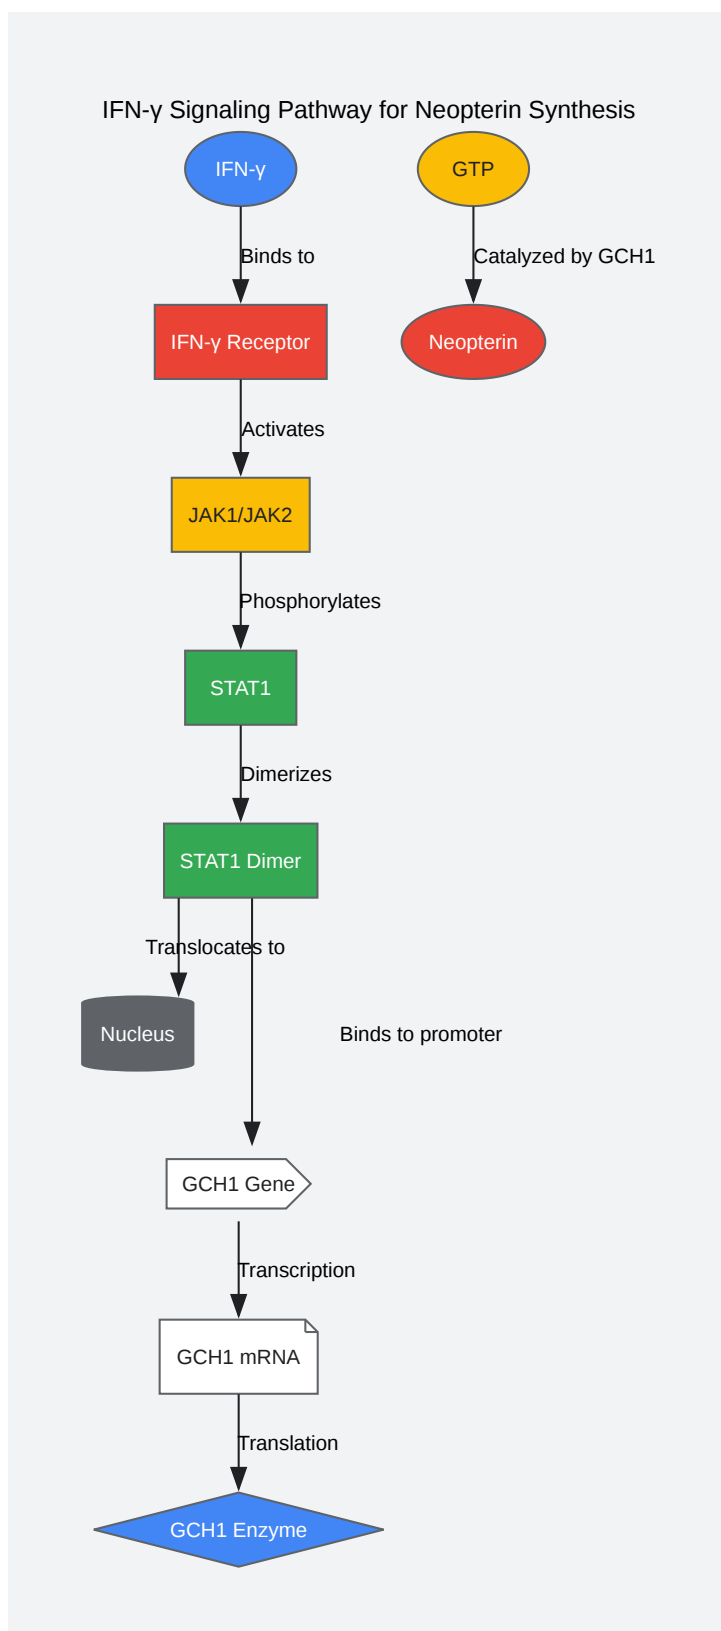 IFN-γ Signaling Pathway for Neopterin Synthesis
IFN-γ
GTP
Binds to
Catalyzed by GCH1
IFN-γ Receptor
Neopterin
Activates
JAK1/JAK2
Phosphorylates
STAT1
Dimerizes
STAT1 Dimer
Translocates to
Nucleus
Binds to promoter
GCH1 Gene
Transcription
GCH1 mRNA
Translation
GCH1 Enzyme